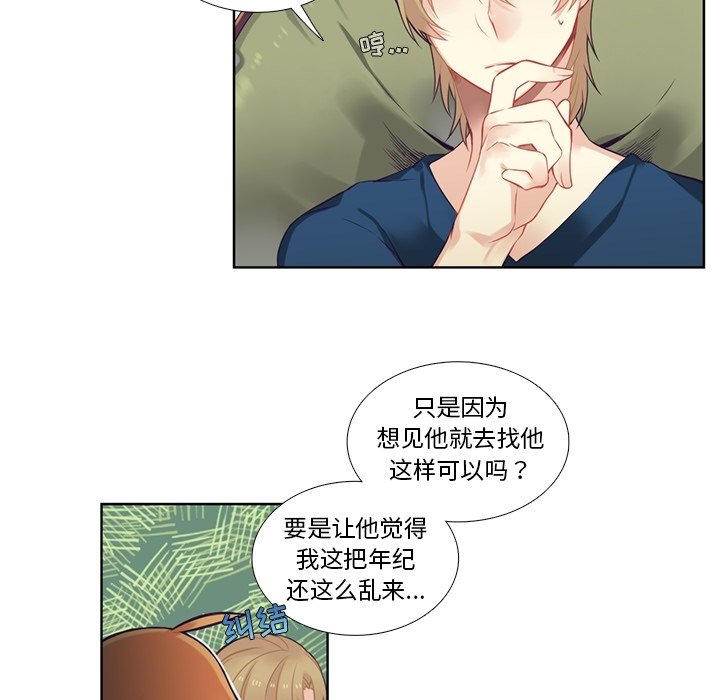 哼...
只是因为
想见他就去找他
这样可以吗？
要是让他觉得
我这把年纪
还这么乱来...
纠结